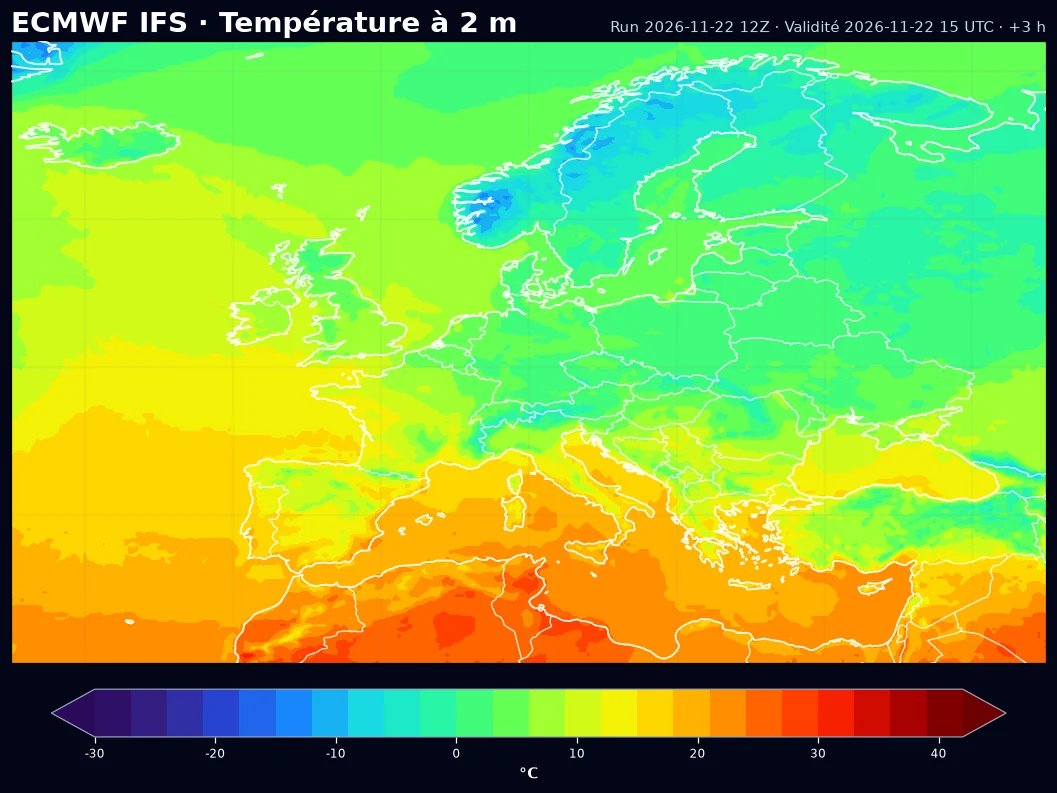 ECMWF IFS · Température à 2 m
Run 2026-11-22 12Z · Validité 2026-11-22 15 UTC · +3 h
-30 -20 -10 0 10 20 30 40
°C